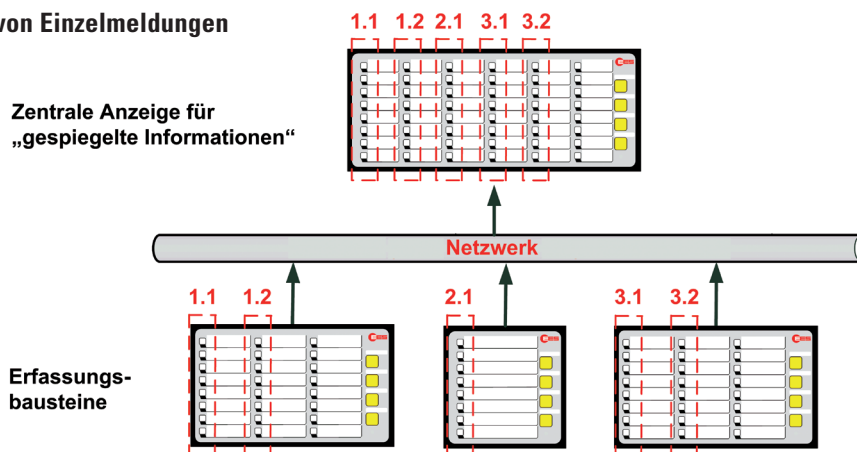 von Einzelmeldungen
1.1 1.2 2.1 3.1 3.2
Zentrale Anzeige für
„gespiegelte Informationen“
Netzwerk
1.1 1.2 2.1 3.1 3.2
Erfassungs-
bausteine